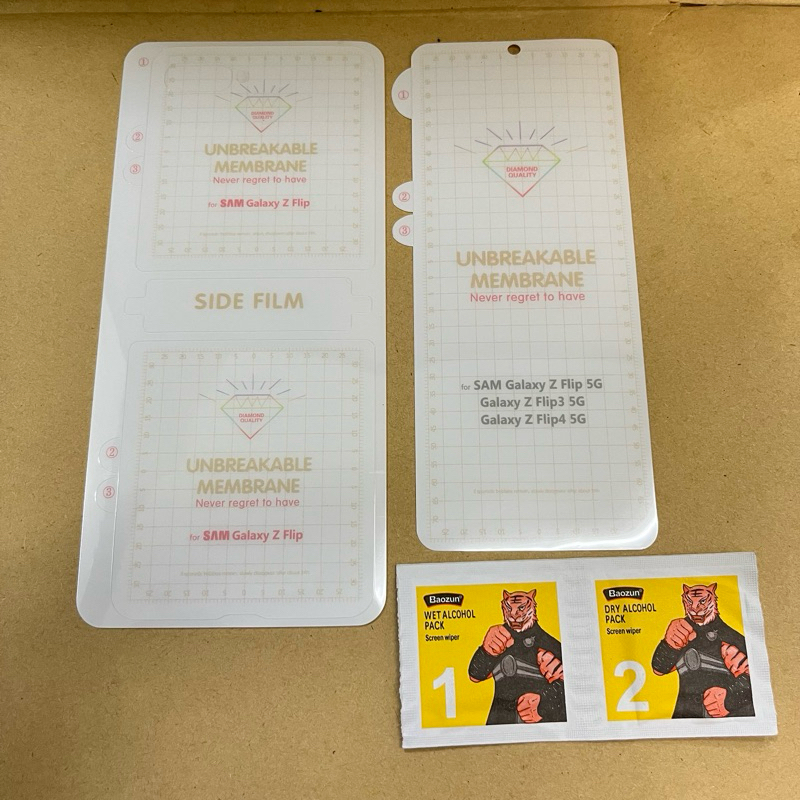 ①
DIAMOND
QUALITY
②
UNBREAKABLE
MEMBRANE
③
Never regret to have
for SAM Galaxy Z Flip
SIDE FILM
DIAMOND
QUALITY
②
UNBREAKABLE
MEMBRANE
③
Never regret to have
for SAM Galaxy Z Flip
①
DIAMOND
QUALITY
②
③
UNBREAKABLE
MEMBRANE
Never regret to have
for SAM Galaxy Z Flip 5G
Galaxy Z Flip3 5G
Galaxy Z Flip4 5G
Baozun
WET ALCOHOL
PACK
Screen wiper
1
Baozun
DRY ALCOHOL
PACK
Screen wiper
2